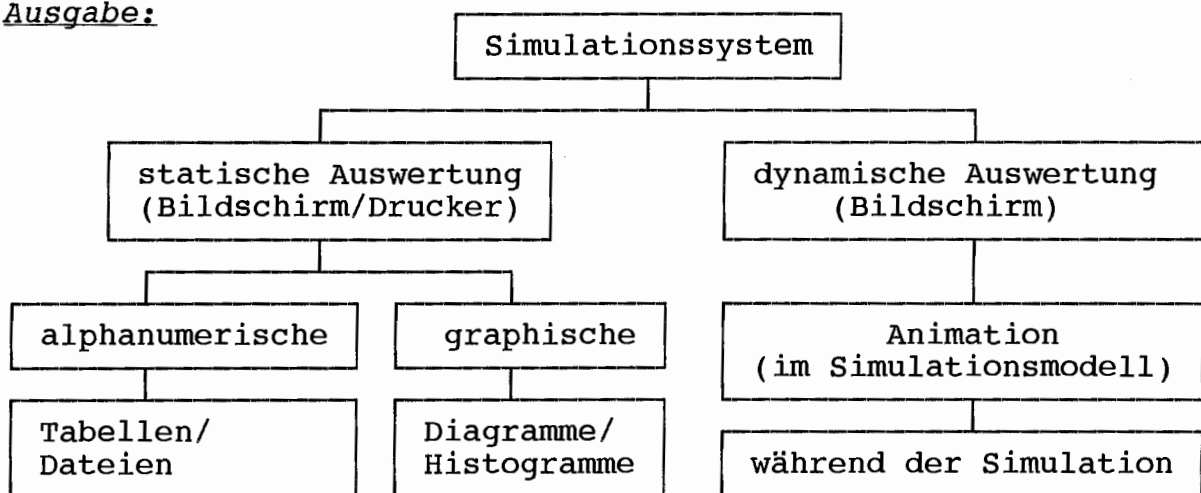 Ausgabe:
Simulationssystem
statische Auswertung
(Bildschirm/Drucker)
dynamische Auswertung
(Bildschirm)
alphanumerische
graphische
Animation
(im Simulationsmodell)
Tabellen/
Dateien
Diagramme/
Histogramme
während der Simulation